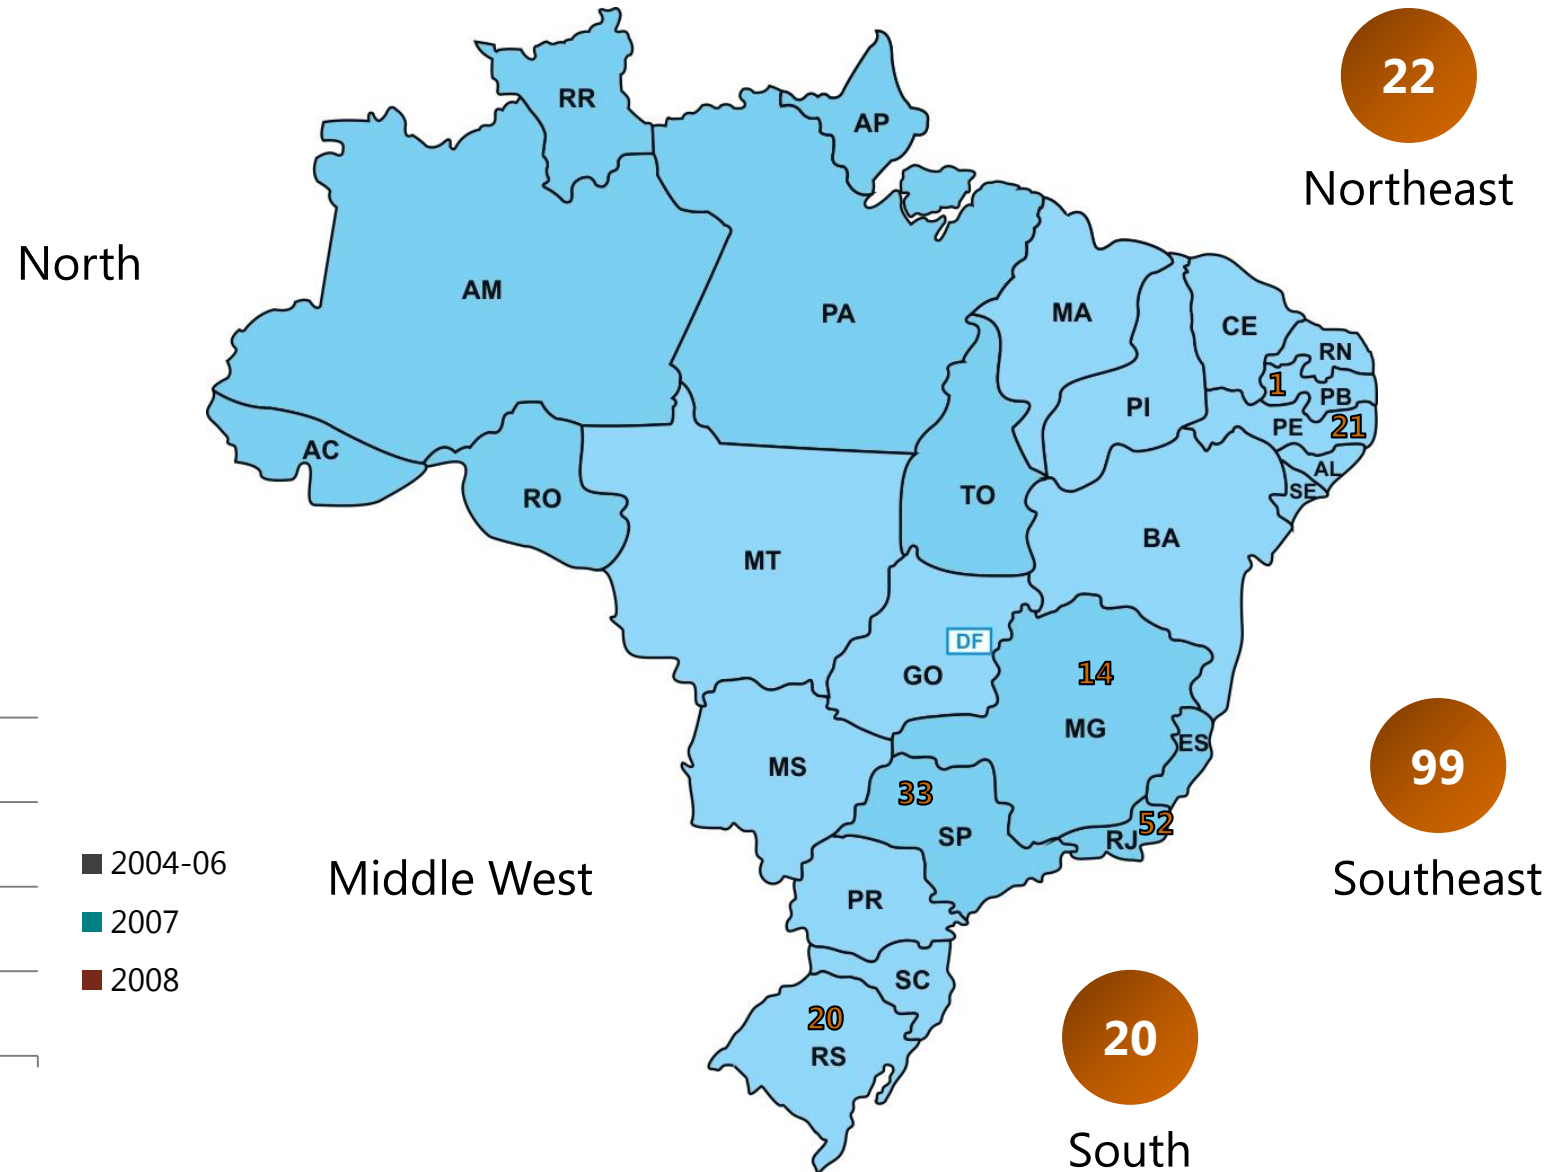 22
Northeast
North
RR
AP
AM
PA
MA
CE
RN
1
PB
PI
PE
21
AC
AL
SE
RO
TO
MT
BA
DF
GO
14
MG
ES
99
Southeast
MS
33
SP
52
RJ
2004-06
2007
2008
Middle West
PR
SC
20
RS
20
South